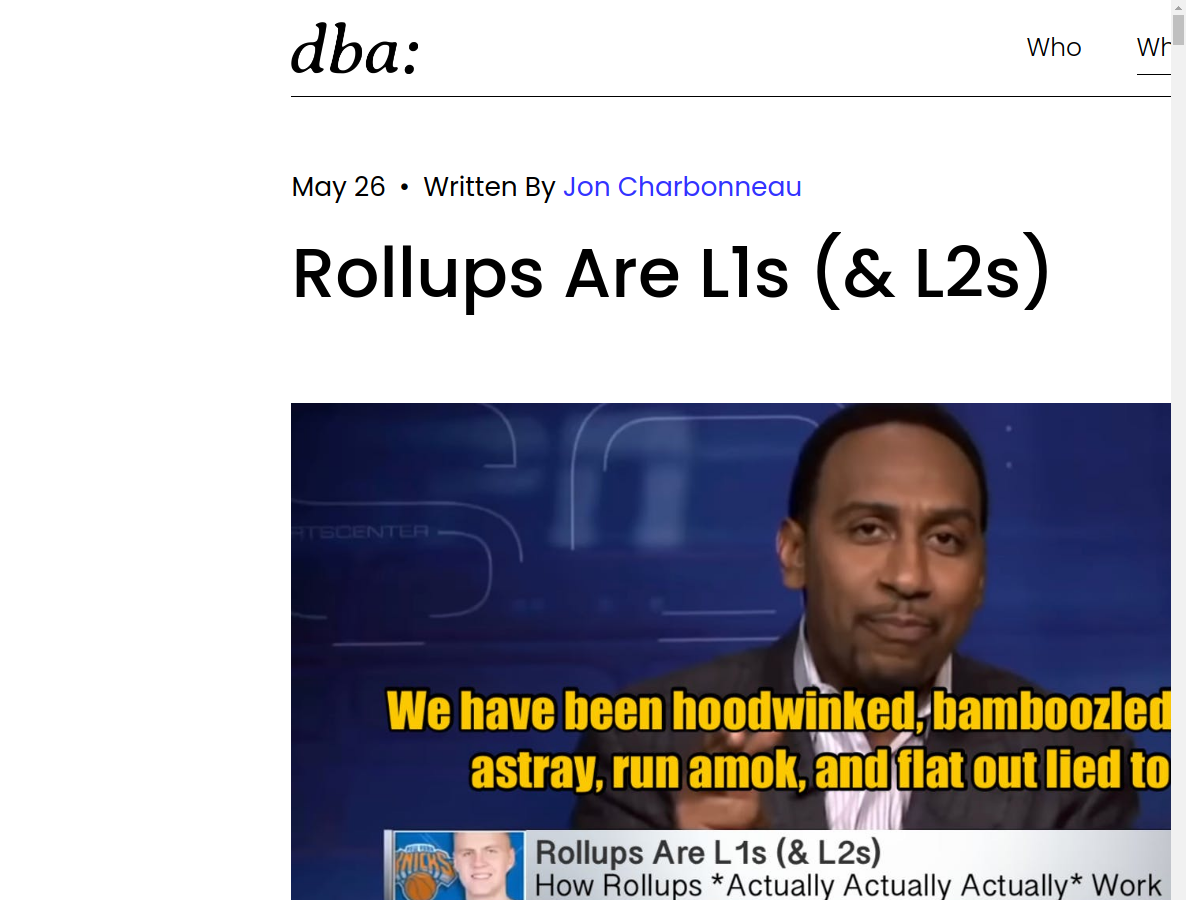 dba:
Who
Wh
May 26 • Written By Jon Charbonneau
Rollups Are L1s (& L2s)
RTSCENTER
We have been hoodwinked, bamboozled
astray, run amok, and flat out lied to
NEW YORK
KNICKS
Rollups Are L1s (& L2s)
How Rollups *Actually Actually Actually* Work